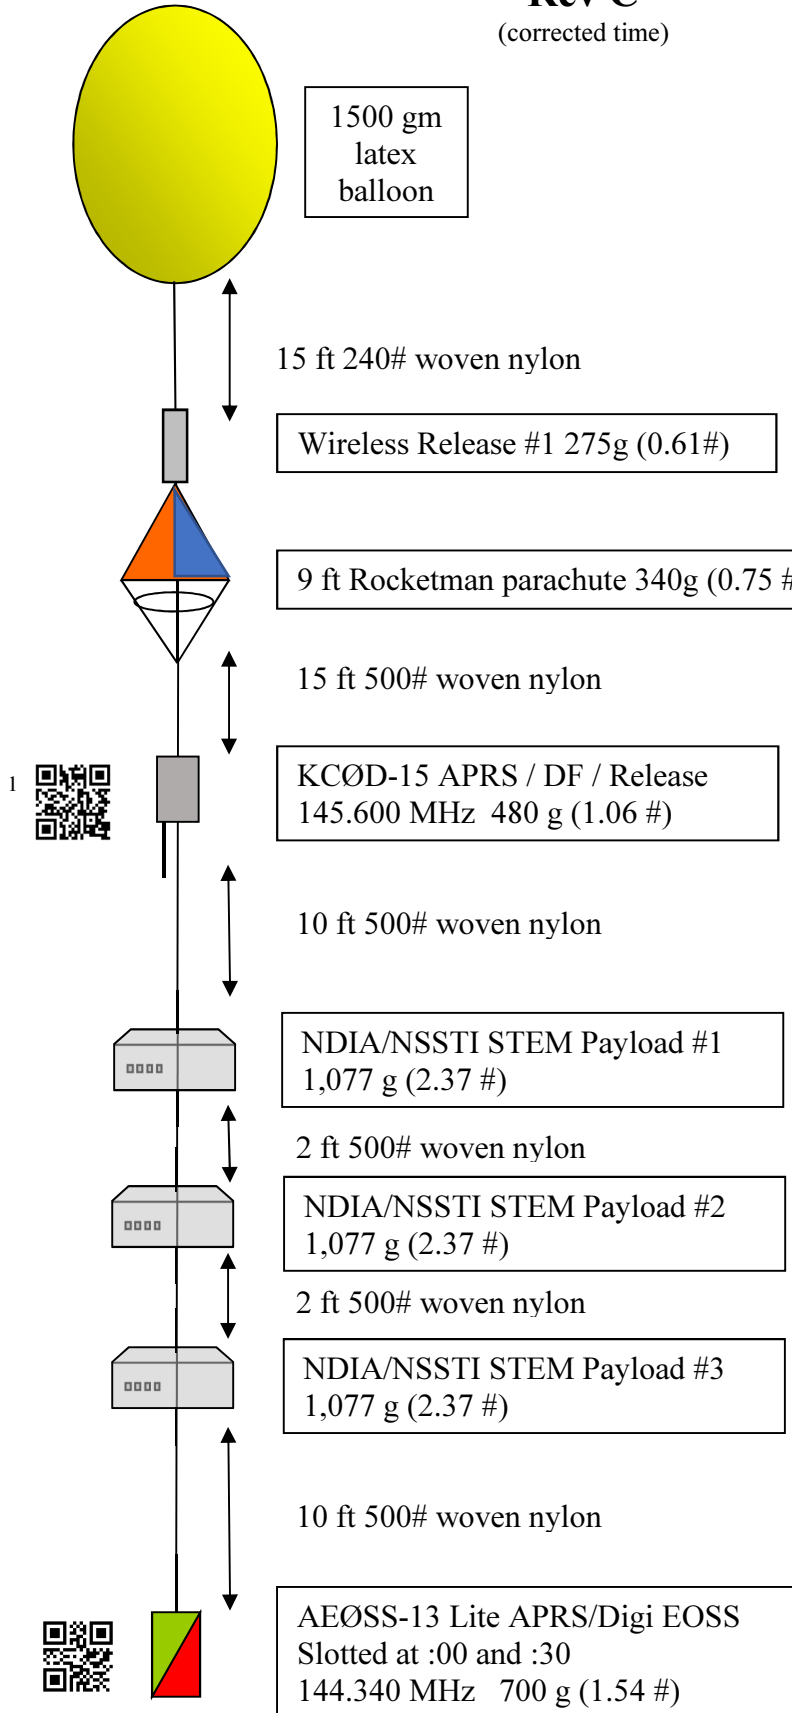 Rev C
(corrected time)
1500 gm
latex
balloon
15 ft 240# woven nylon
Wireless Release #1 275g (0.61#)
9 ft Rocketman parachute 340g (0.75 #
15 ft 500# woven nylon
1
KCØD-15 APRS / DF / Release
145.600 MHz 480 g (1.06 #)
10 ft 500# woven nylon
NDIA/NSSTI STEM Payload #1
1,077 g (2.37 #)
2 ft 500# woven nylon
NDIA/NSSTI STEM Payload #2
1,077 g (2.37 #)
2 ft 500# woven nylon
NDIA/NSSTI STEM Payload #3
1,077 g (2.37 #)
10 ft 500# woven nylon
AEØSS-13 Lite APRS/Digi EOSS
Slotted at :00 and :30
144.340 MHz 700 g (1.54 #)